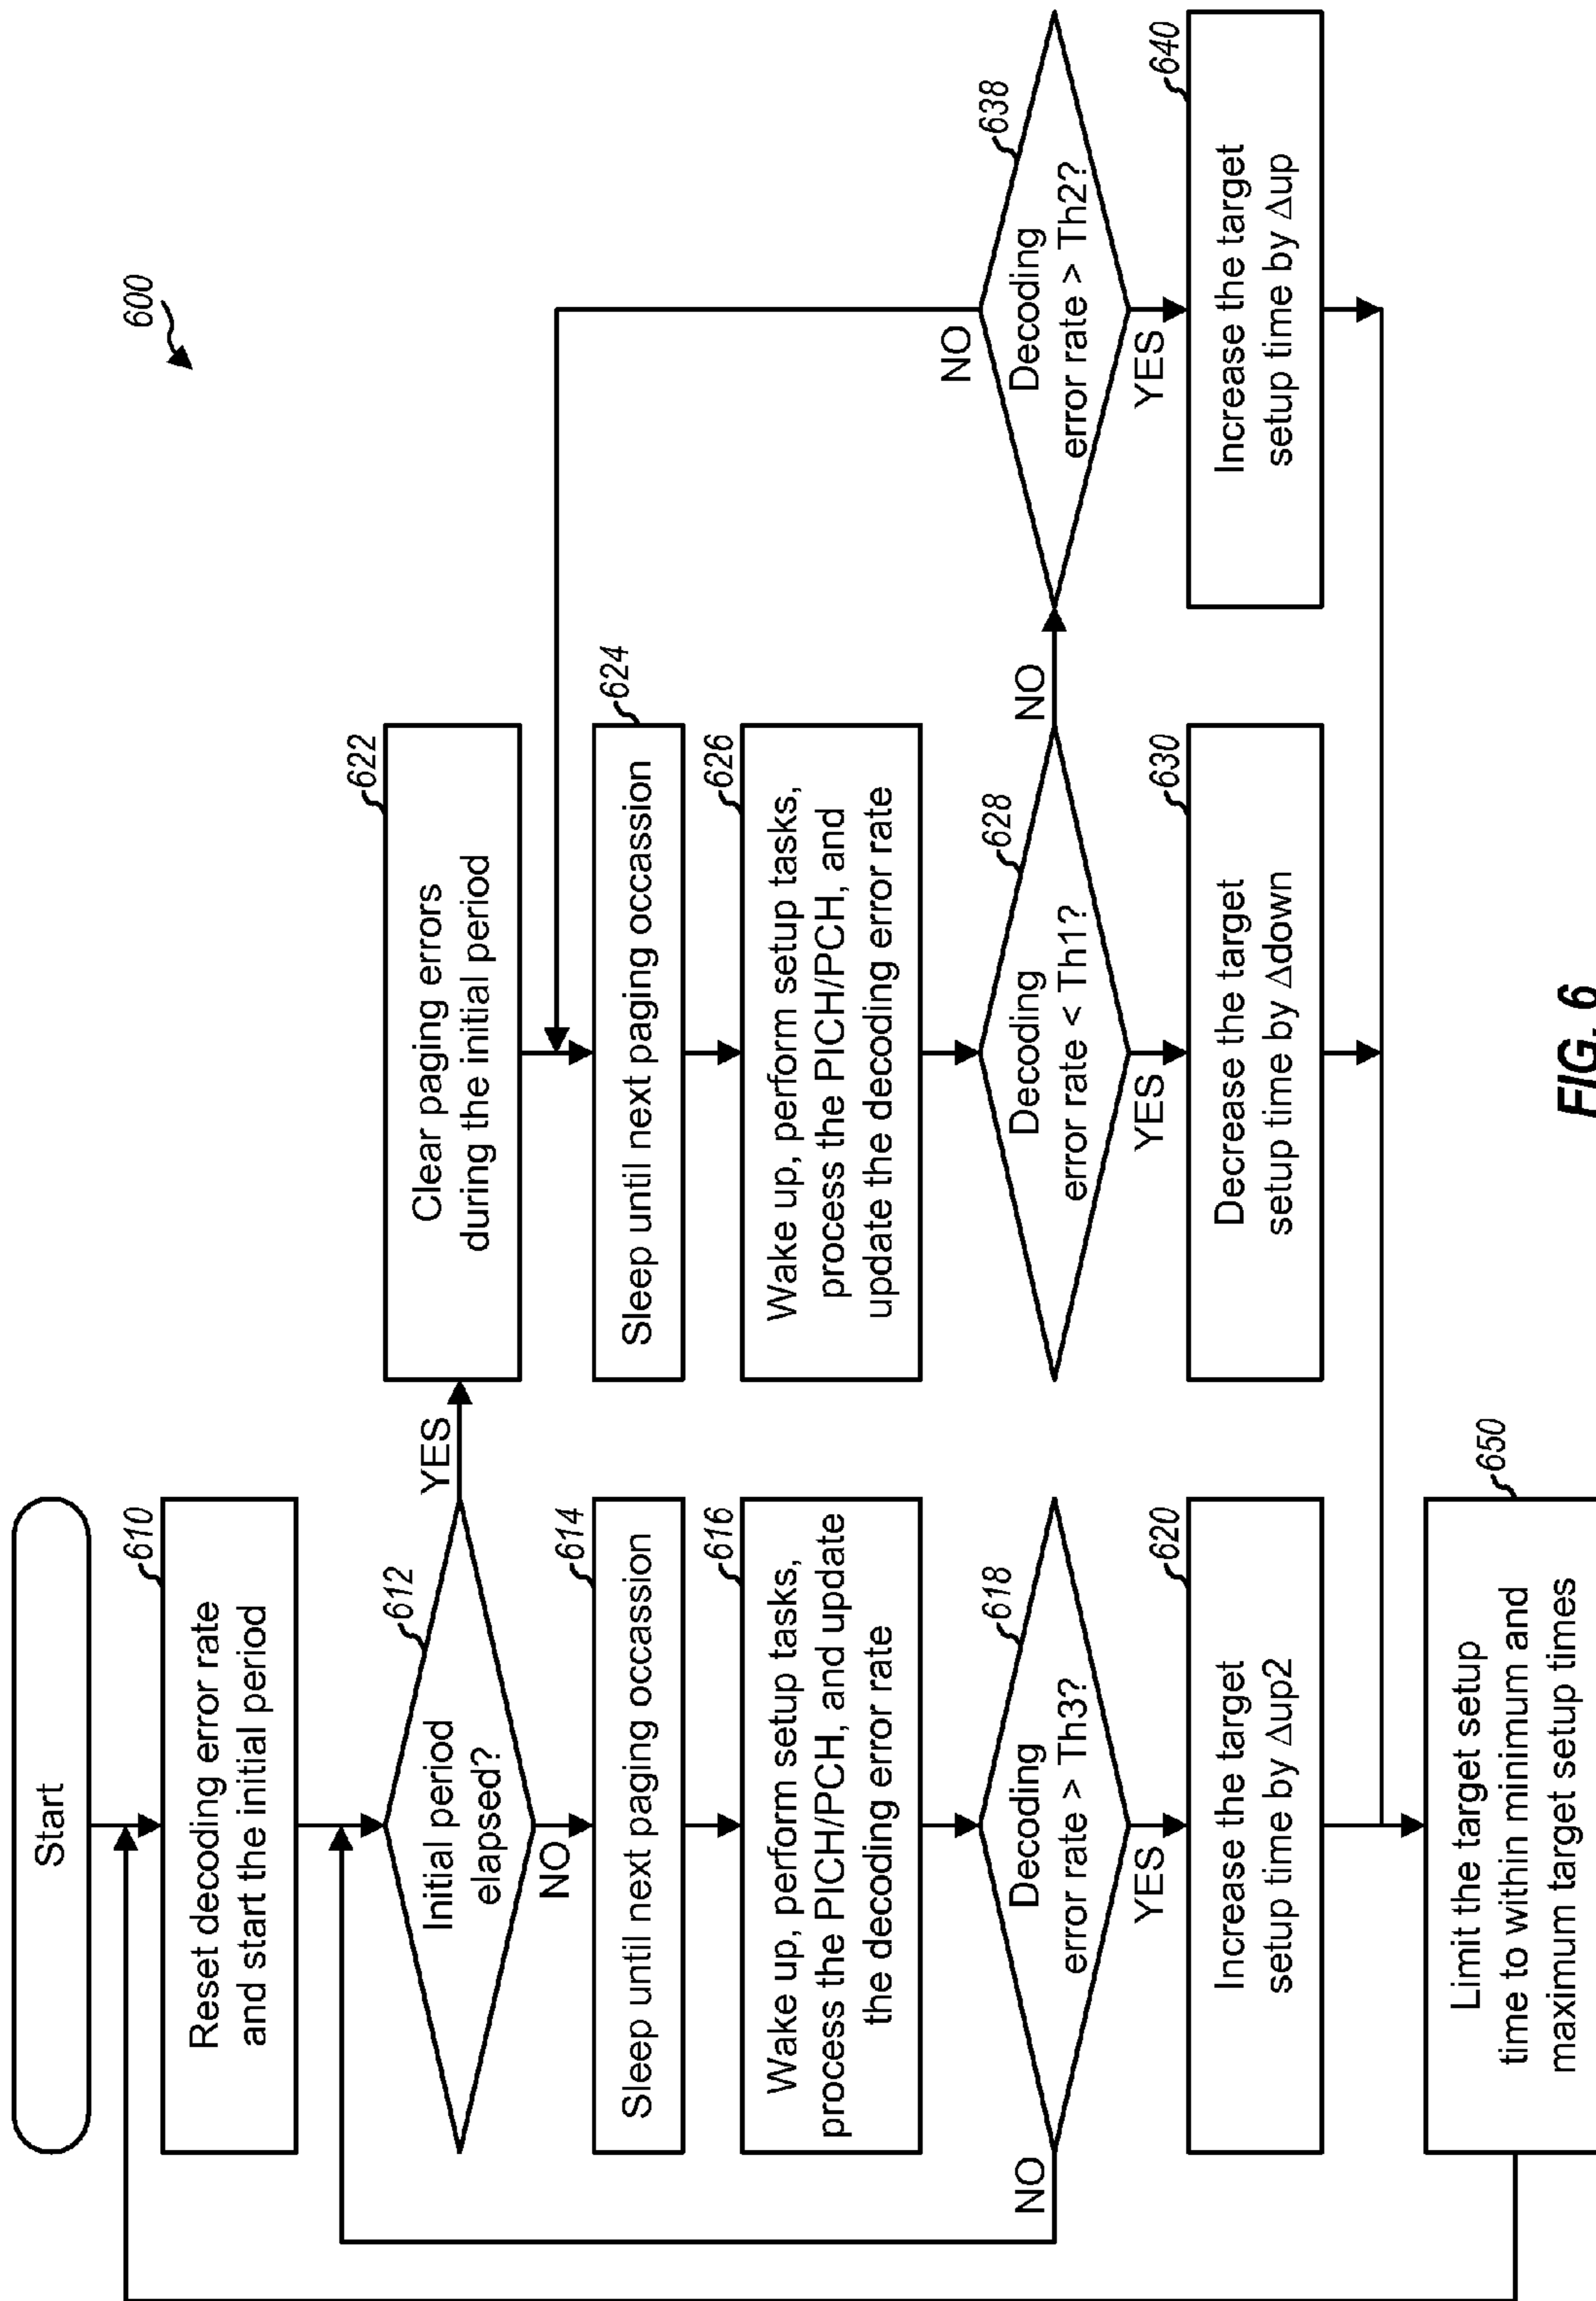 600
Start
610
Reset decoding error rate
and start the initial period
612
Initial period
elapsed?
YES
NO
614
Sleep until next paging occassion
616
Wake up, perform setup tasks,
process the PICH/PCH, and update
the decoding error rate
618
Decoding
error rate > Th3?
NO
YES
620
Increase the target
setup time by Δup2
622
Clear paging errors
during the initial period
624
Sleep until next paging occassion
626
Wake up, perform setup tasks,
process the PICH/PCH, and
update the decoding error rate
628
Decoding
error rate < Th1?
NO
YES
630
Decrease the target
setup time by Δdown
638
Decoding
error rate > Th2?
NO
YES
640
Increase the target
setup time by Δup
650
Limit the target setup
time to within minimum and
maximum target setup times
FIG. 6